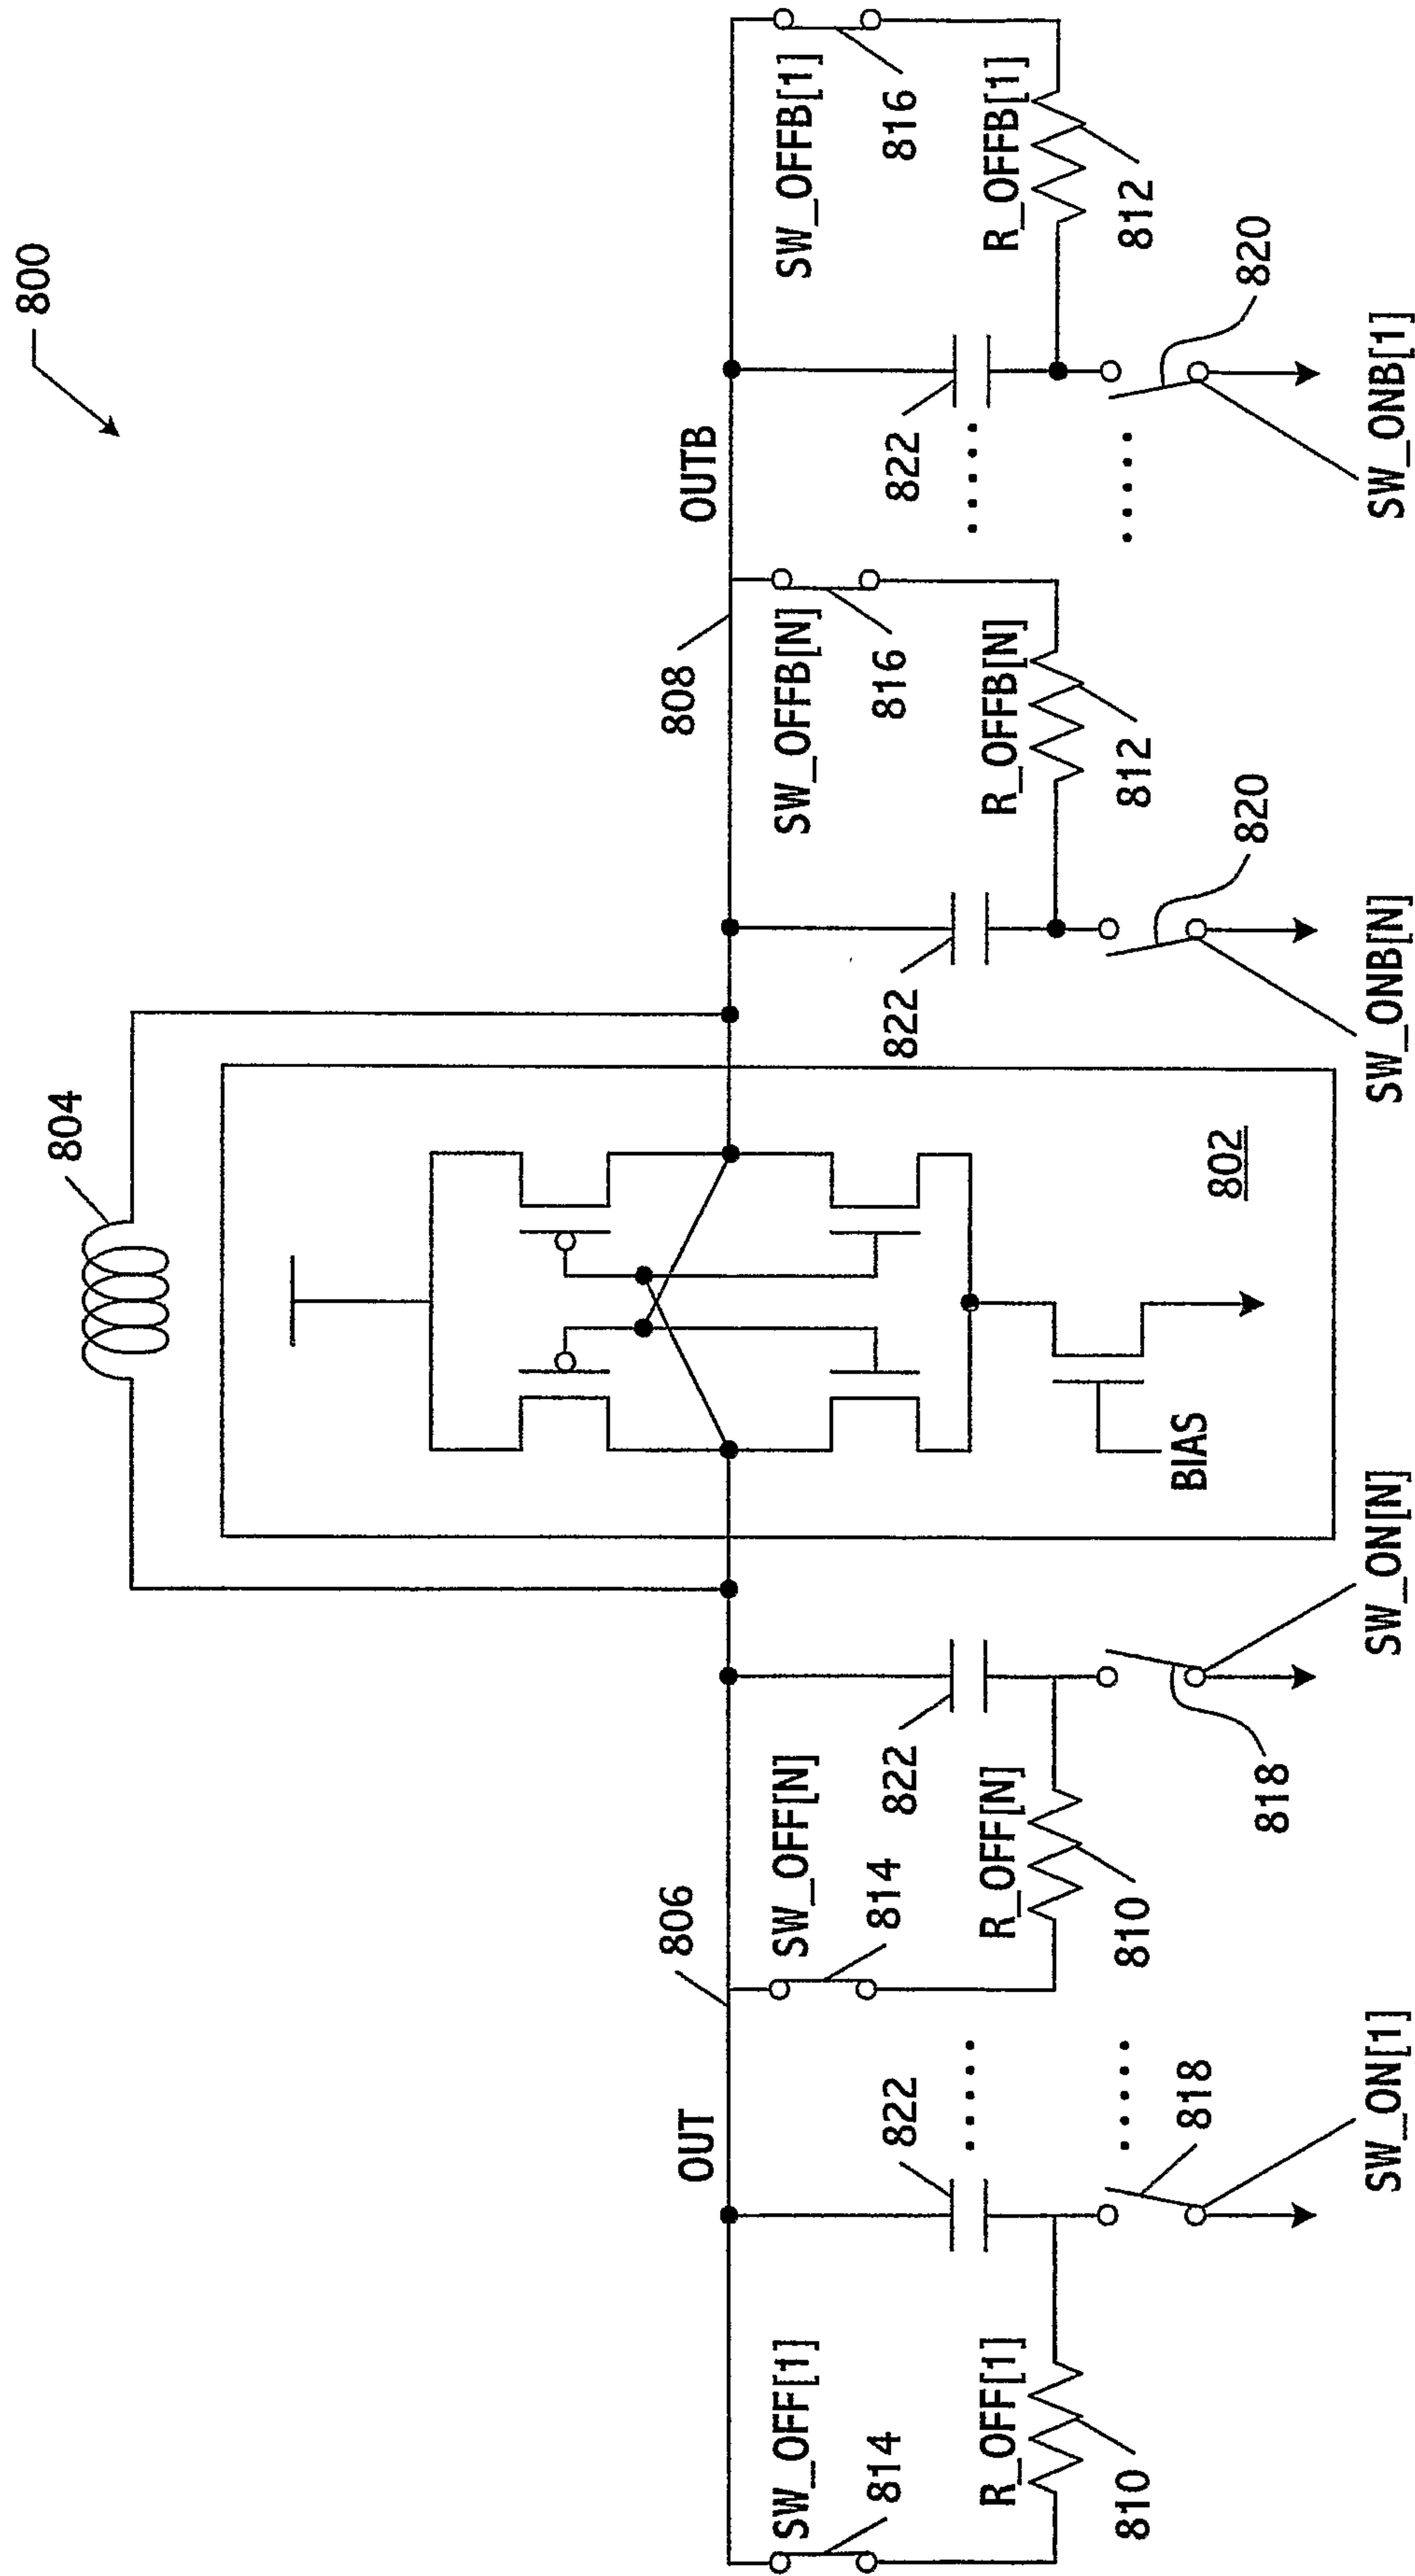 800
804
806
OUT
808
OUTB
SW_OFF[1]
814
SW_OFF[N]
814
SW_OFFB[N]
816
SW_OFFB[1]
816
822
822
822
822
R_OFF[1]
810
R_OFF[N]
810
R_OFFB[N]
812
R_OFFB[1]
812
BIAS
802
818
818
820
820
SW_ON[1]
SW_ON[N]
SW_ONB[N]
SW_ONB[1]